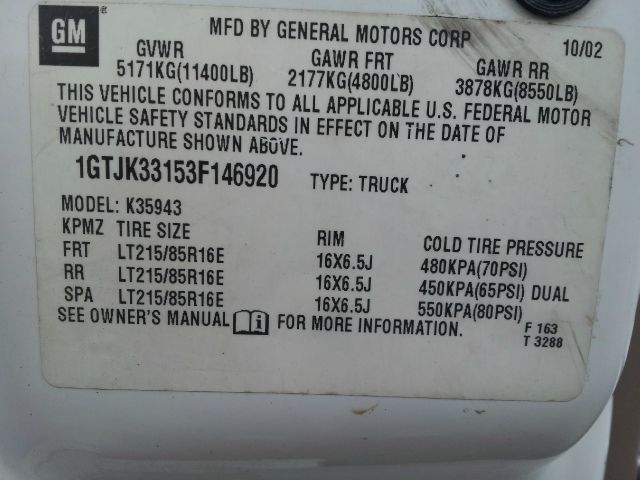 GM
MFD BY GENERAL MOTORS CORP 10/02
GVWR GAWR FRT GAWR RR
5171KG(11400LB) 2177KG(4800LB) 3878KG(8550LB)
THIS VEHICLE CONFORMS TO ALL APPLICABLE U.S. FEDERAL MOTOR
VEHICLE SAFETY STANDARDS IN EFFECT ON THE DATE OF
MANUFACTURE SHOWN ABOVE.
1GTJK33153F146920 TYPE: TRUCK
MODEL: K35943
KPMZ TIRE SIZE RIM COLD TIRE PRESSURE
FRT LT215/85R16E 16X6.5J 480KPA(70PSI)
RR LT215/85R16E 16X6.5J 450KPA(65PSI) DUAL
SPA LT215/85R16E 16X6.5J 550KPA(80PSI)
SEE OWNER'S MANUAL i FOR MORE INFORMATION. F 163
T 3288